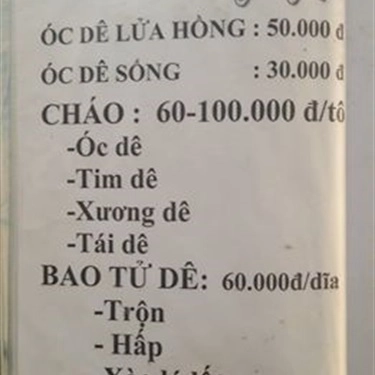 ÓC DÊ LỬA HỒNG : 50.000 đ
ÓC DÊ SỐNG : 30.000 đ
CHÁO : 60-100.000 đ/tô
-Óc dê
-Tim dê
-Xương dê
-Tái dê
BAO TỬ DÊ: 60.000đ/dĩa
-Trộn
- Hấp